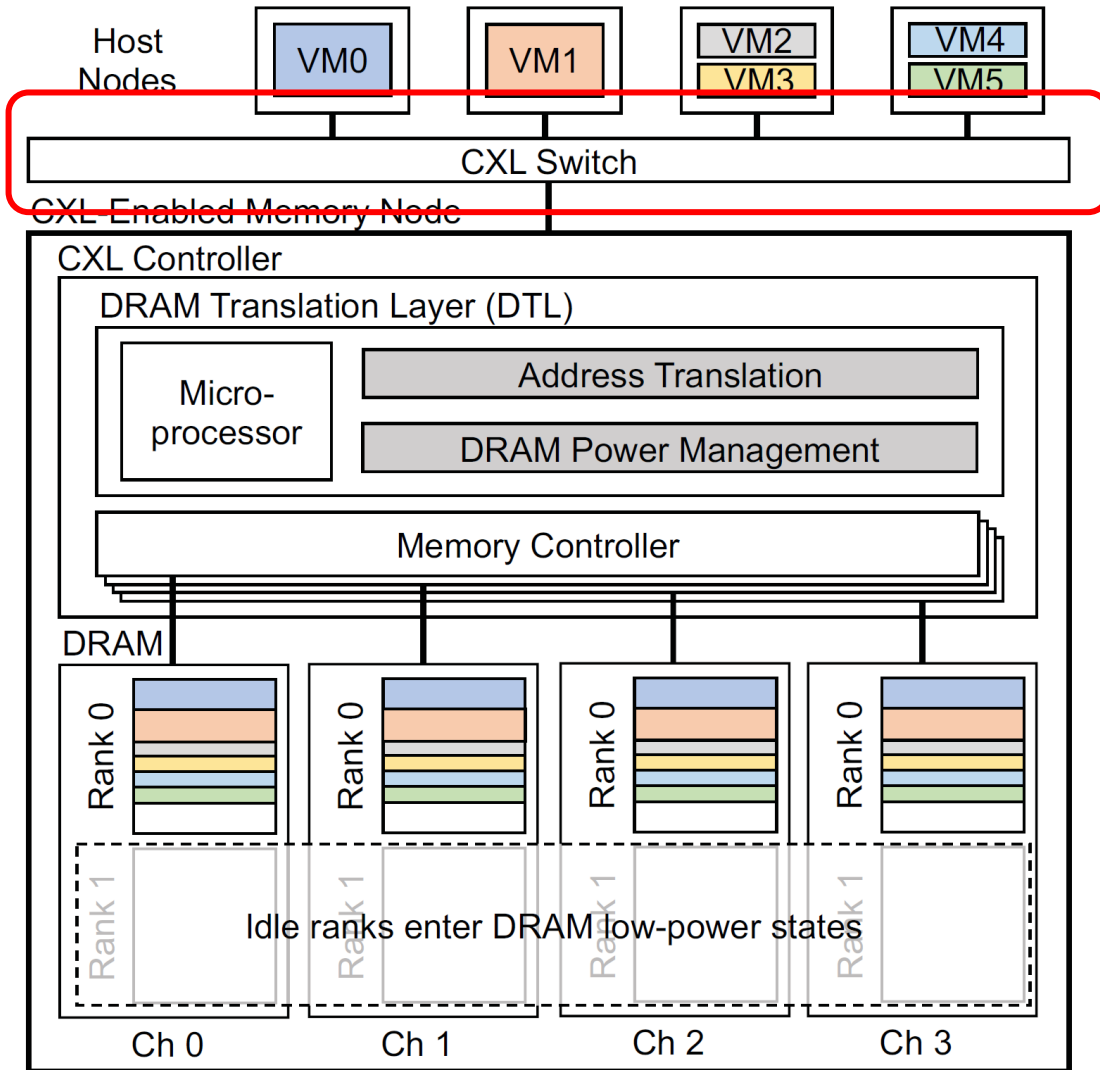 Host
Nodes
VM0
VM1
VM2
VM3
VM4
VM5
CXL Switch
CXL-Enabled Memory Node
CXL Controller
DRAM Translation Layer (DTL)
Micro-
processor
Address Translation
DRAM Power Management
Memory Controller
DRAM
Rank 0
Rank 0
Rank 0
Rank 0
Rank 1
Rank 1
Rank 1
Rank 1
Idle ranks enter DRAM low-power states
Ch 0
Ch 1
Ch 2
Ch 3